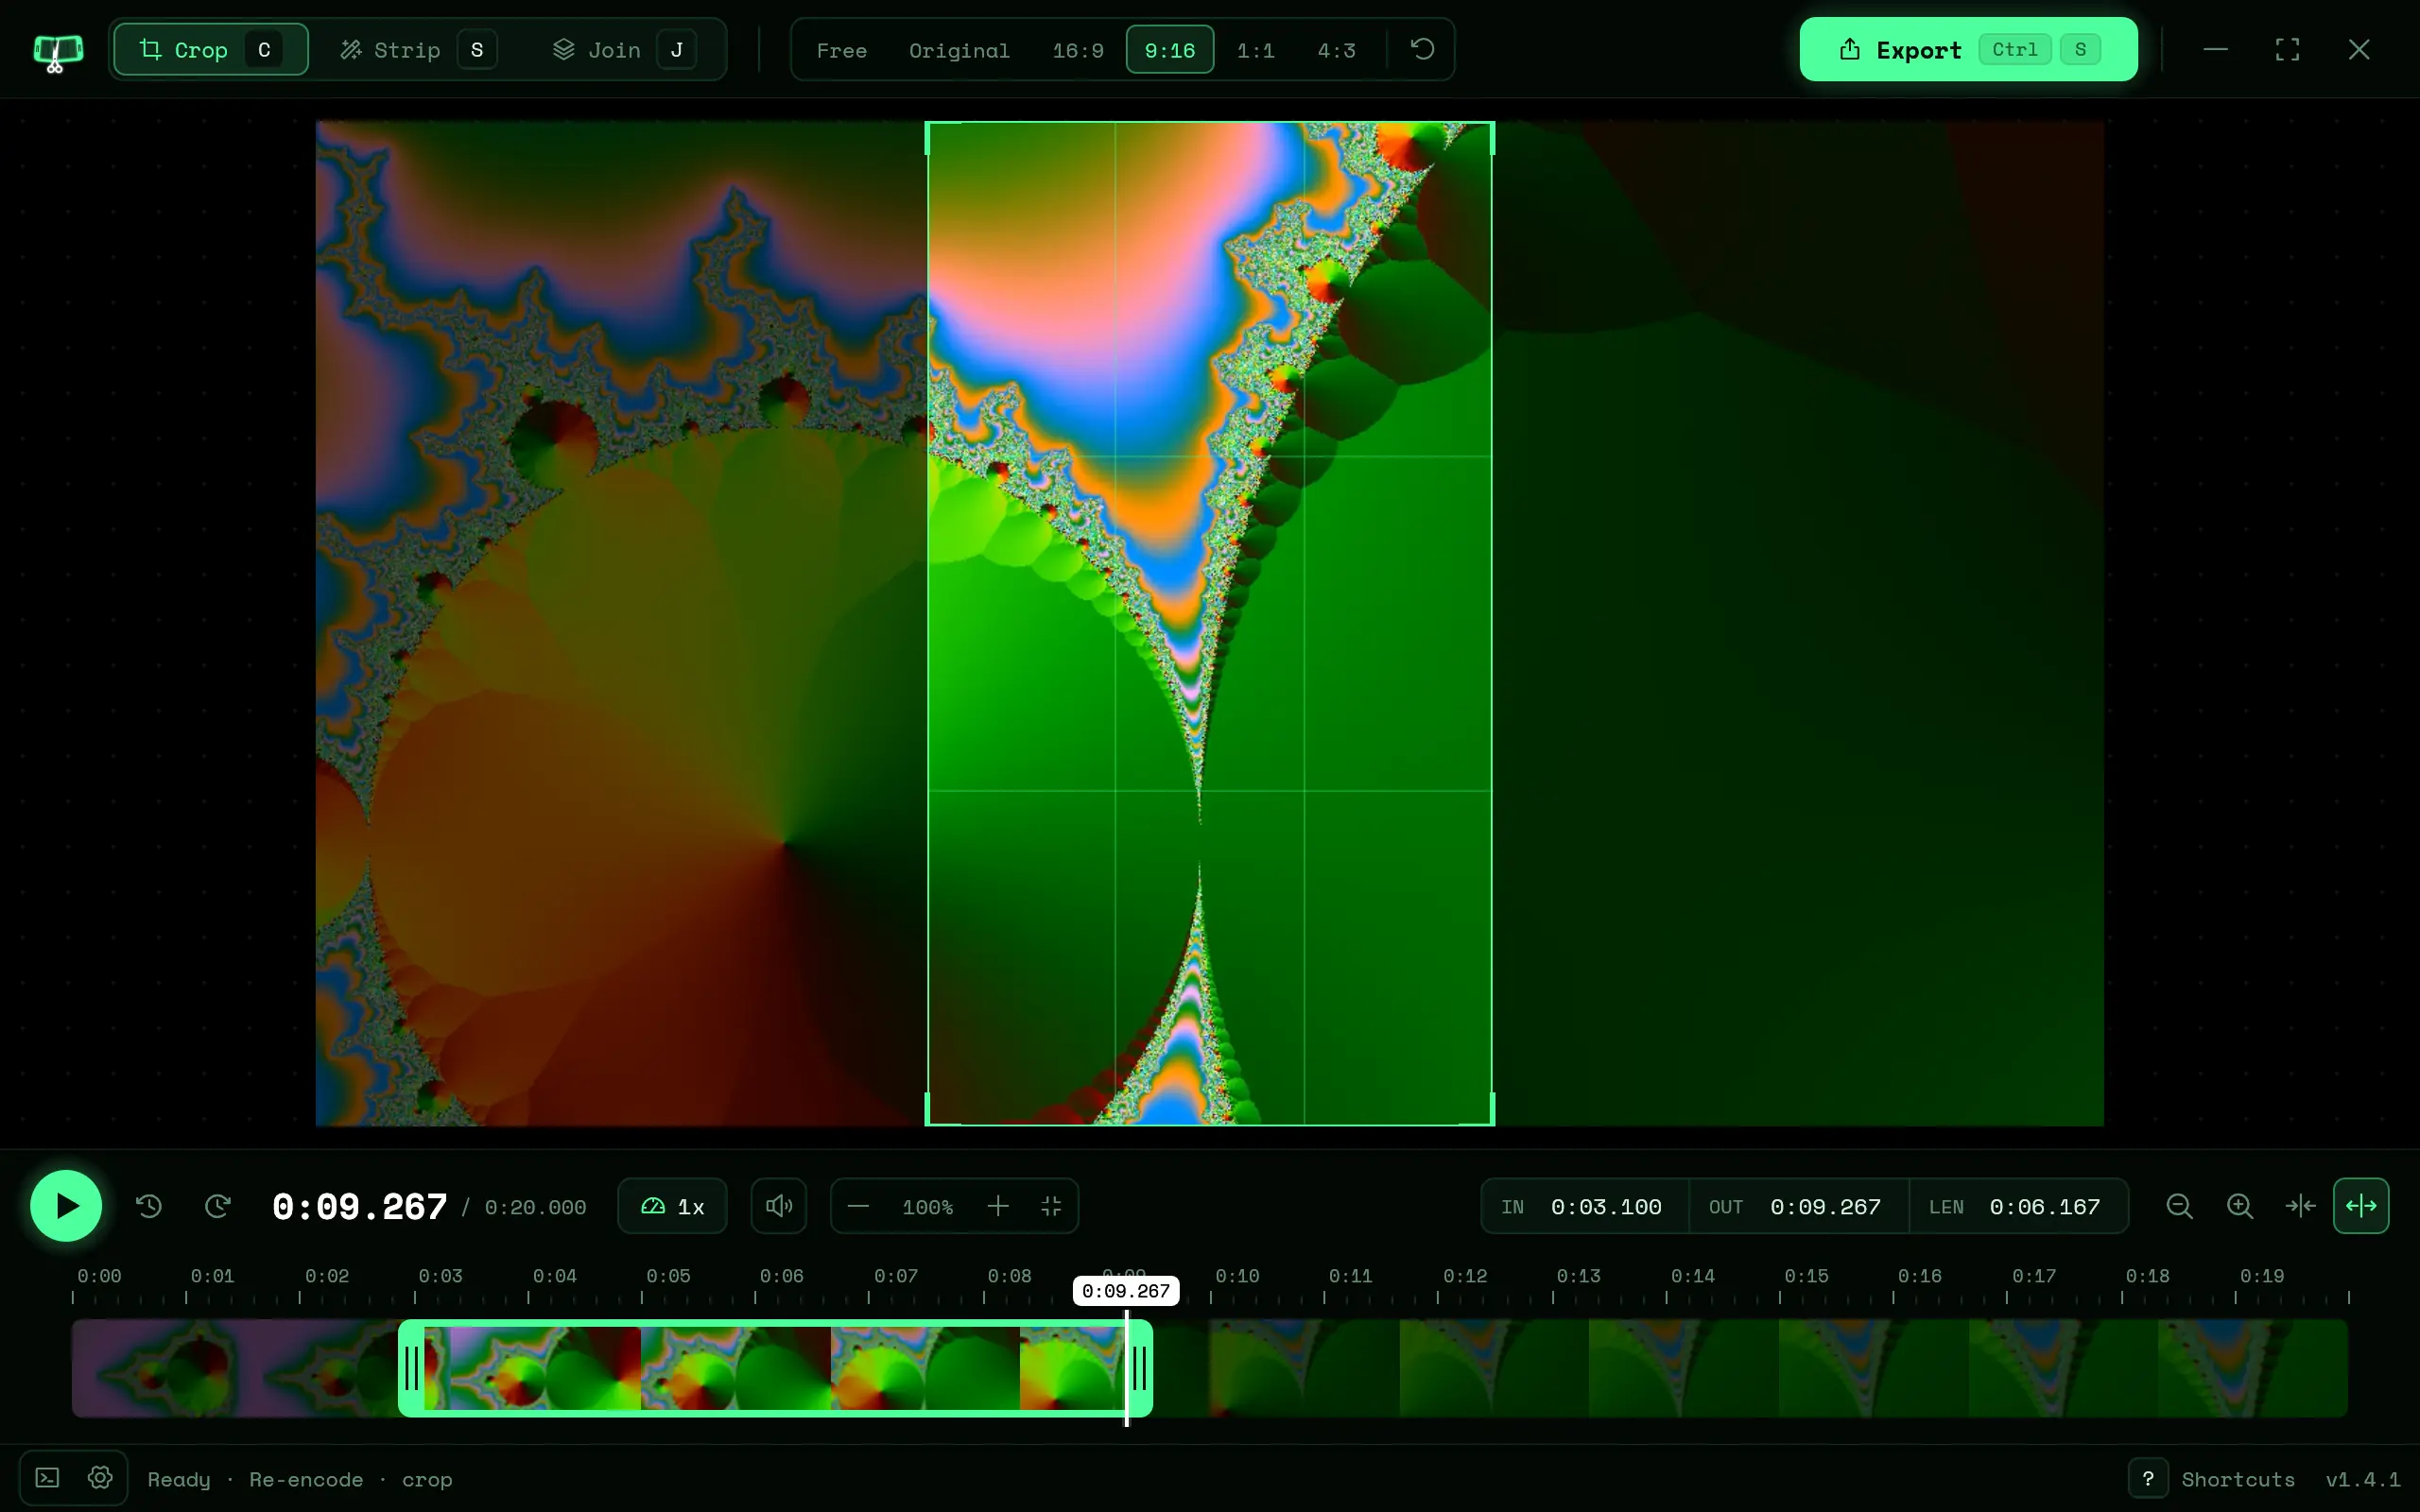 Crop C Strip S Join J Free Original 16:9 9:16 1:1 4:3 Export Ctrl S
0:09.267 / 0:20.000 1x 100% IN 0:03.100 OUT 0:09.267 LEN 0:06.167
0:00 0:01 0:02 0:03 0:04 0:05 0:06 0:07 0:08 0:09 0:10 0:11 0:12 0:13 0:14 0:15 0:16 0:17 0:18 0:19
0:09.267
Ready · Re-encode · crop ? Shortcuts v1.4.1